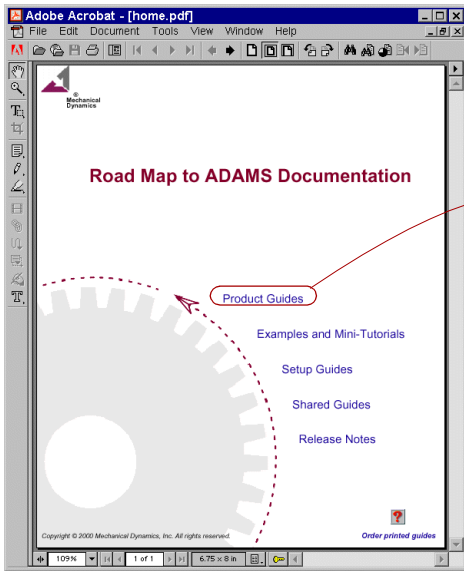 Adobe Acrobat - [home.pdf]
File Edit Document Tools View Window Help
®
Mechanical
Dynamics
Road Map to ADAMS Documentation
Product Guides
Examples and Mini-Tutorials
Setup Guides
Shared Guides
Release Notes
?
Copyright © 2000 Mechanical Dynamics, Inc. All rights reserved.
Order printed guides
109% 1 of 1 6.75 x 8 in